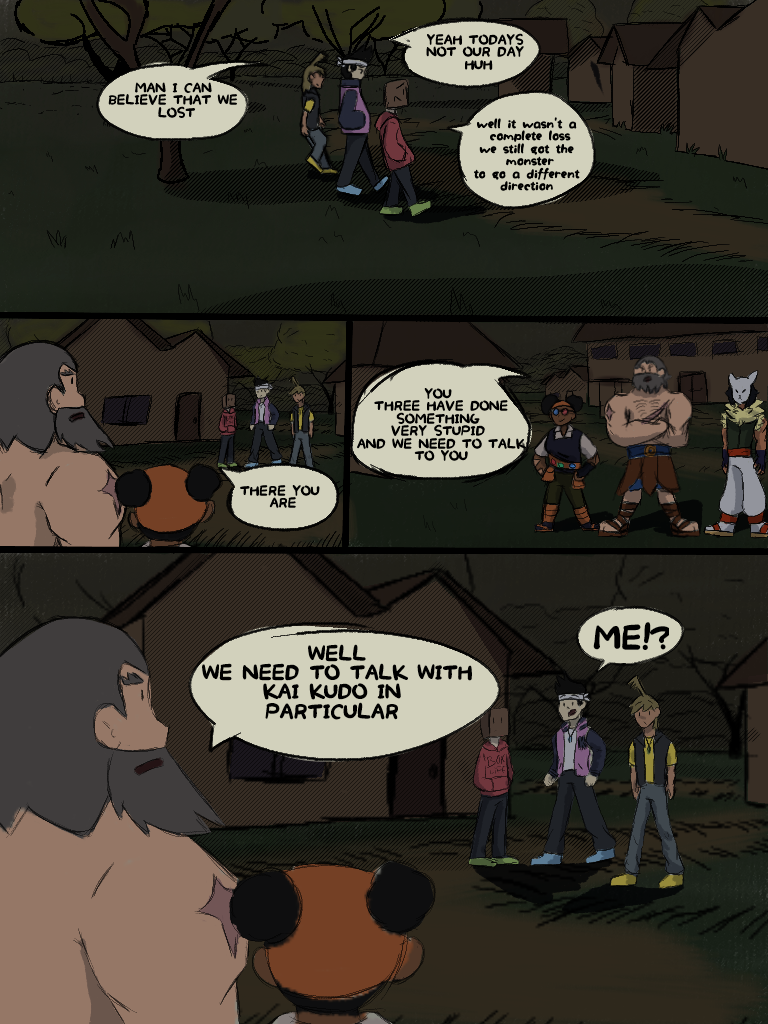 MAN I CAN
BELIEVE THAT WE
LOST
YEAH TODAYS
NOT OUR DAY
HUH
well it wasn't a
complete loss
we still got the
monster
to go a different
direction
THERE YOU
ARE
YOU
THREE HAVE DONE
SOMETHING
VERY STUPID
AND WE NEED TO TALK
TO YOU
WELL
WE NEED TO TALK WITH
KAI KUDO IN
PARTICULAR
ME!?